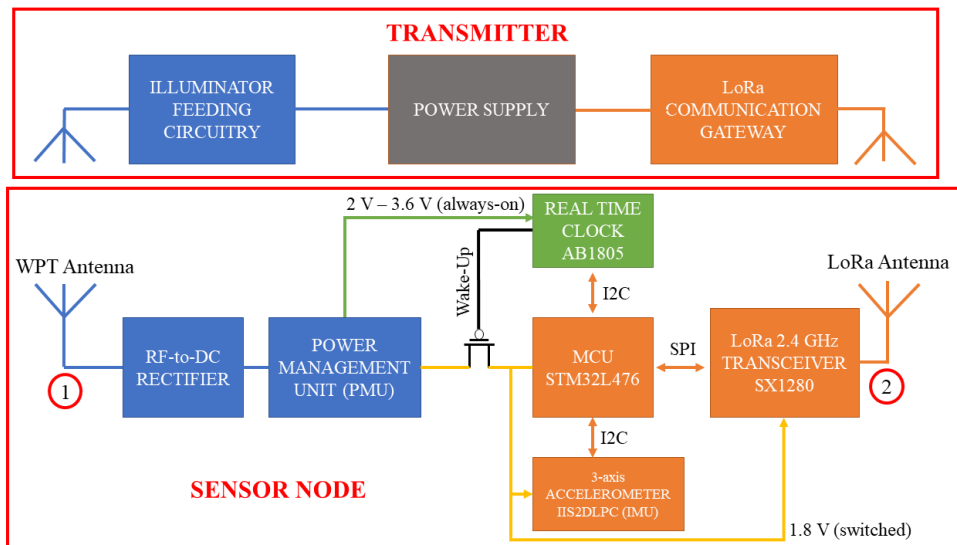 TRANSMITTER
ILLUMINATOR
FEEDING
CIRCUITRY
POWER SUPPLY
LoRa
COMMUNICATION
GATEWAY
2 V – 3.6 V (always-on)
REAL TIME
CLOCK
AB1805
WPT Antenna
Wake-Up
LoRa Antenna
I2C
RF-to-DC
RECTIFIER
POWER
MANAGEMENT
UNIT (PMU)
MCU
STM32L476
SPI
LoRa 2.4 GHz
TRANSCEIVER
SX1280
1
2
I2C
SENSOR NODE
3-axis
ACCELEROMETER
IIS2DLPC (IMU)
1.8 V (switched)